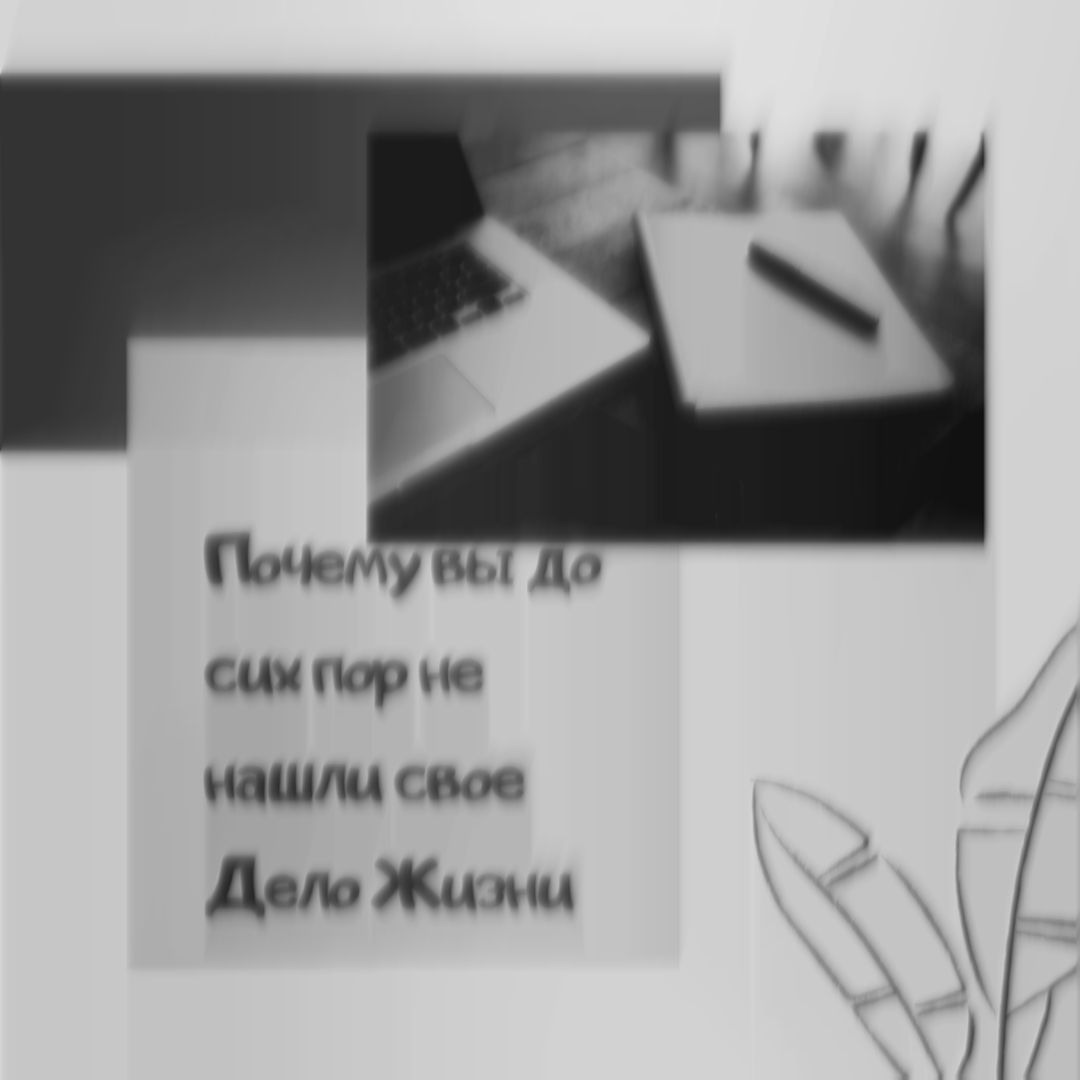 Почему вы до
сих пор не
нашли свое
Дело Жизни